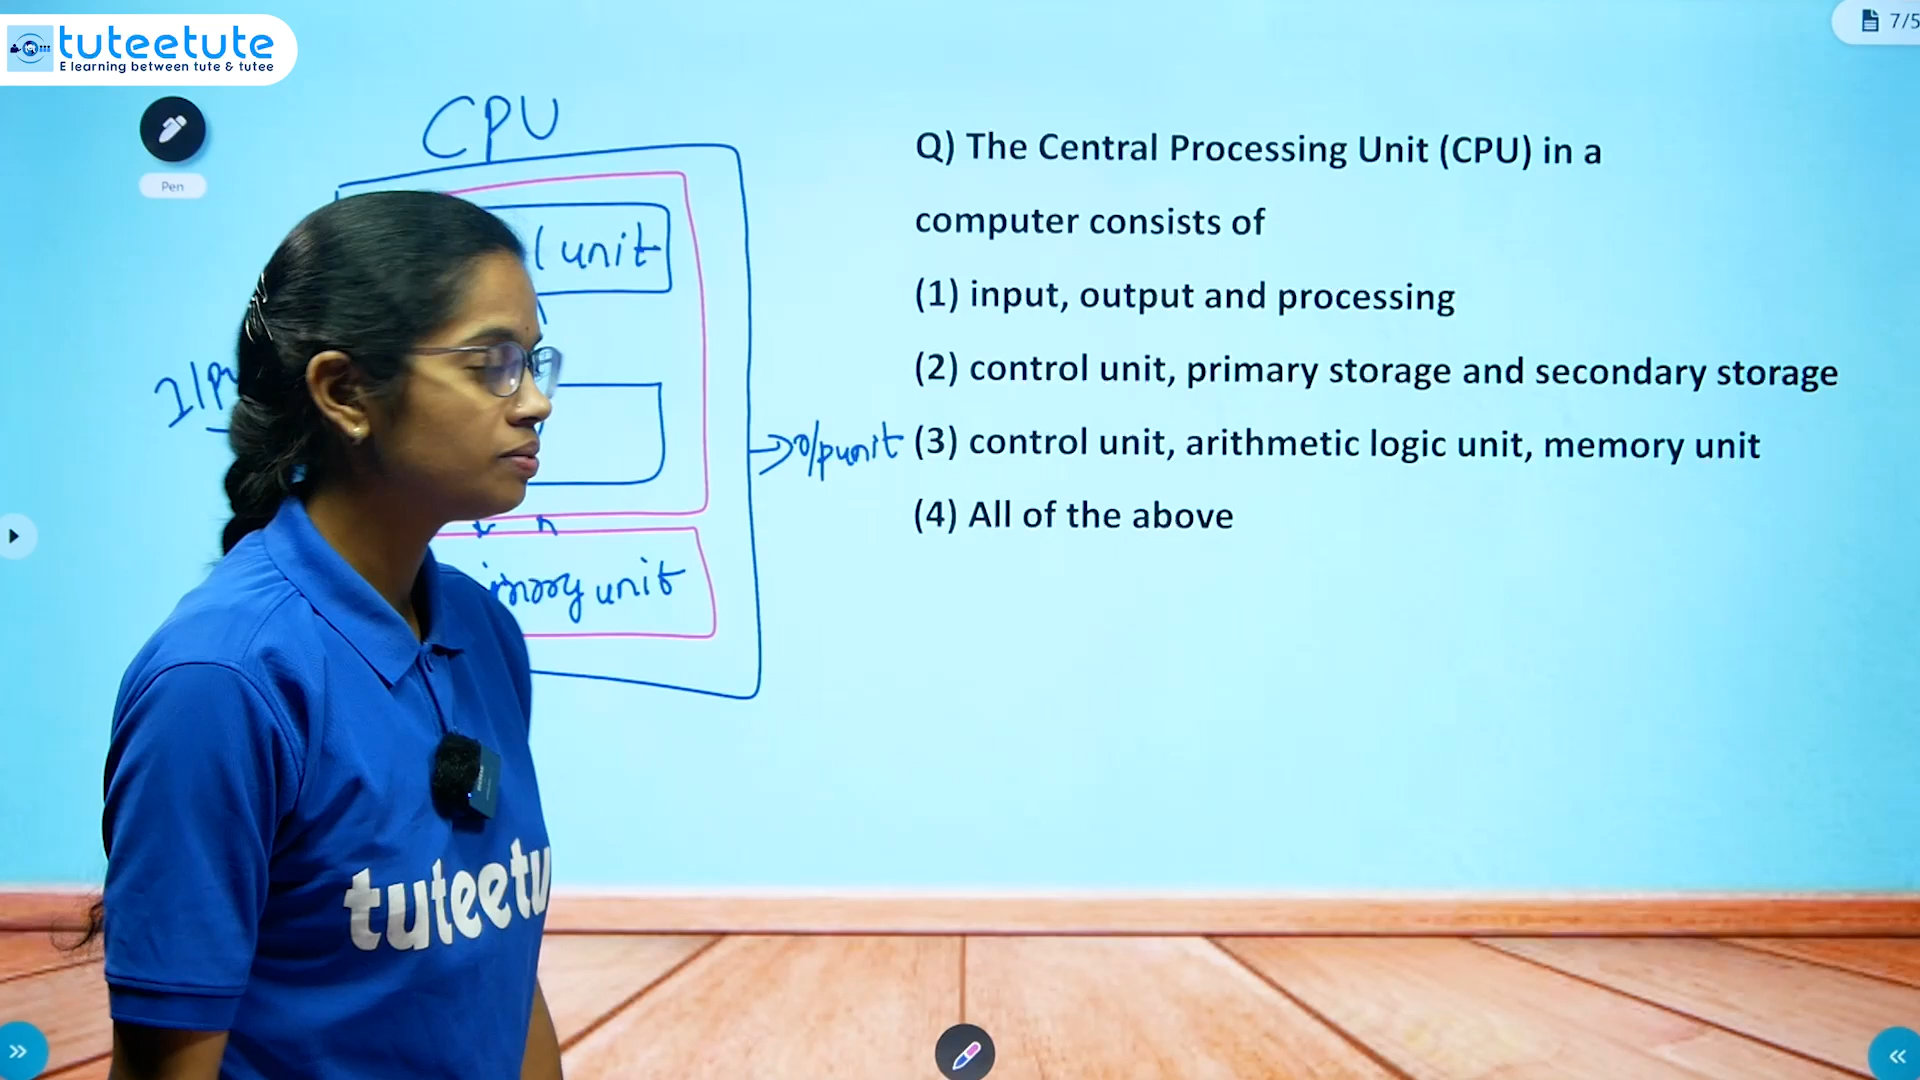 tuteetute
E learning between tute & tutee
7/5
Pen
CPU
unit
unit
o/p unit
Q) The Central Processing Unit (CPU) in a
computer consists of
(1) input, output and processing
(2) control unit, primary storage and secondary storage
(3) control unit, arithmetic logic unit, memory unit
(4) All of the above
tuteetu